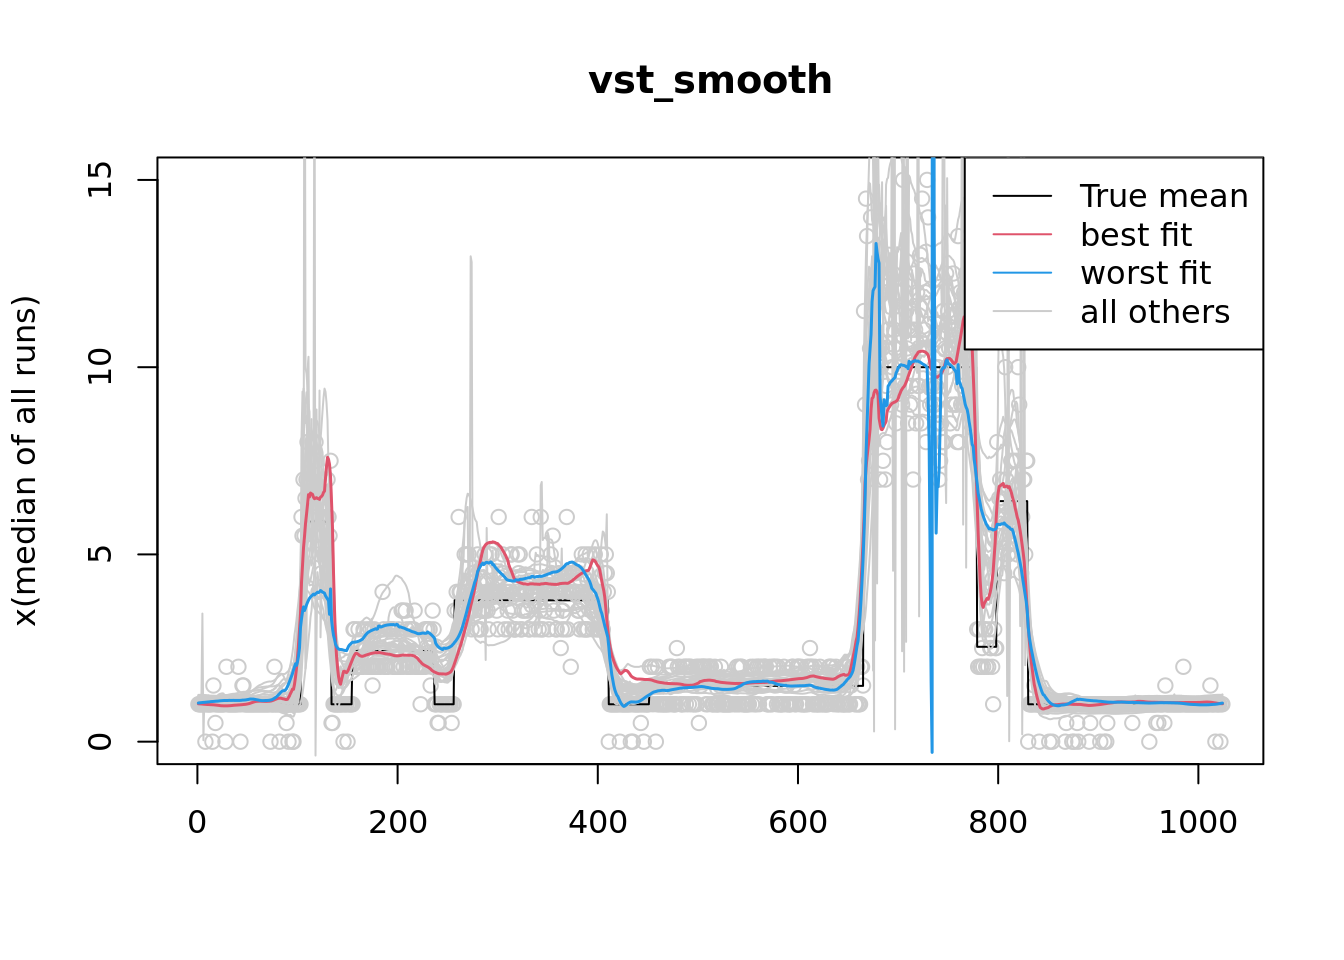 vst_smooth
x(median of all runs)
15
10
5
0
True mean
best fit
worst fit
all others
0 200 400 600 800 1000